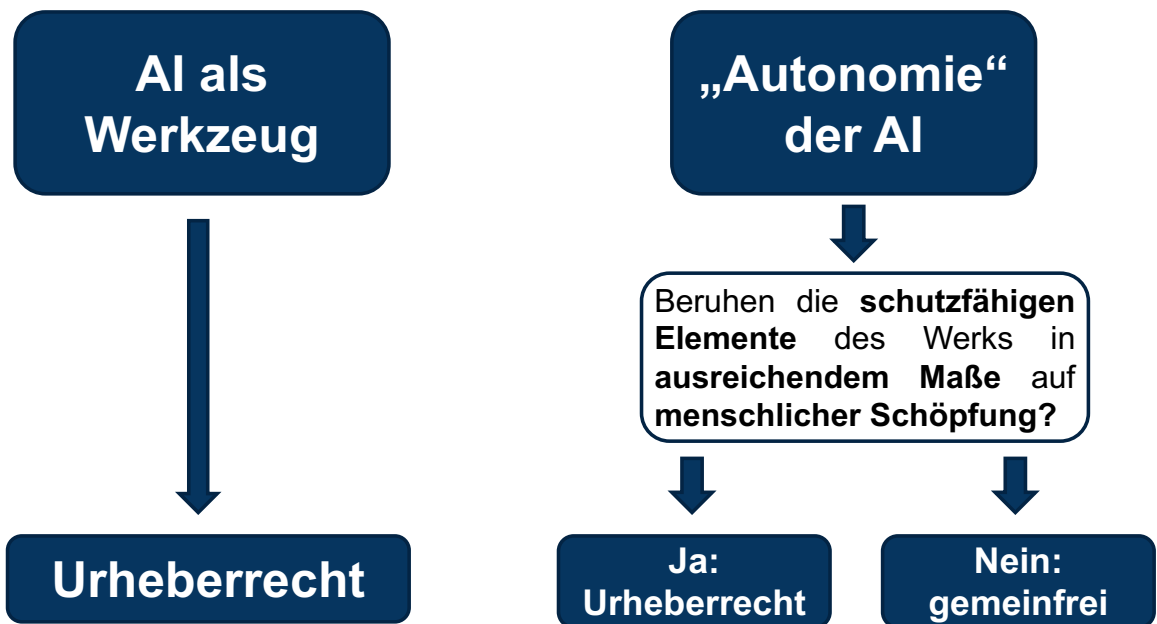 AI als
Werkzeug
„Autonomie“
der AI
Beruhen die schutzfähigen
Elemente des Werks in
ausreichendem Maße auf
menschlicher Schöpfung?
Urheberrecht
Ja:
Urheberrecht
Nein:
gemeinfrei